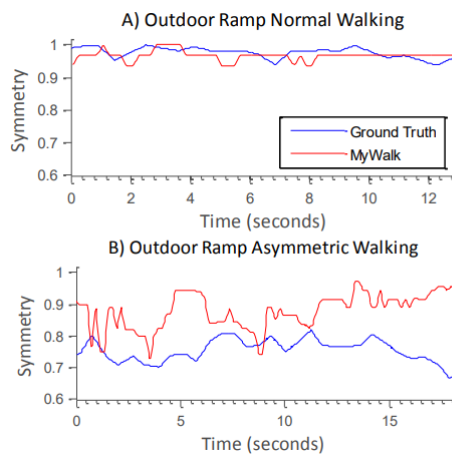 A) Outdoor Ramp Normal Walking
1
0.9
0.8
0.7
0.6
Symmetry
Ground Truth
MyWalk
0 2 4 6 8 10 12
Time (seconds)
B) Outdoor Ramp Asymmetric Walking
1
0.9
0.8
0.7
0.6
Symmetry
0 5 10 15
Time (seconds)